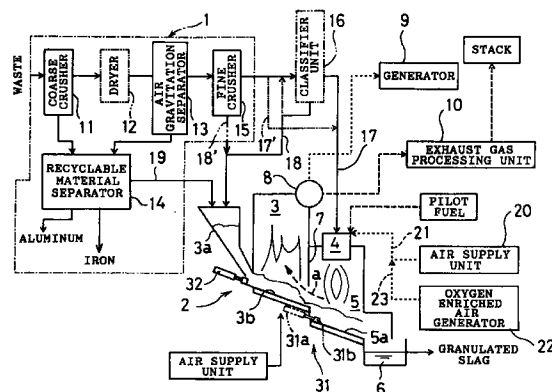 1
16
9
STACK
WASTE
COARSE CRUSHER
DRYER
AIR GRAVITATION SEPARATOR
FINE CRUSHER
CLASSIFIER UNIT
GENERATOR
10
11
12
13
15
18'
17'
18
17
EXHAUST GAS PROCESSING UNIT
19
8
RECYCLABLE MATERIAL SEPARATOR
14
3
7
PILOT FUEL
20
21
ALUMINUM
IRON
3a
4
AIR SUPPLY UNIT
32
a
5
23
2
3b
31a
5a
OXYGEN ENRICHED AIR GENERATOR
22
31b
AIR SUPPLY UNIT
31
6
GRANULATED SLAG